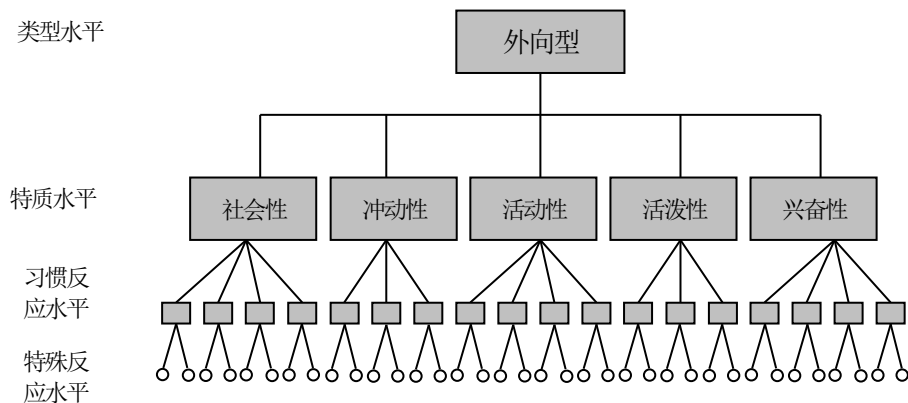 类型水平
外向型
特质水平
社会性
冲动性
活动性
活泼性
兴奋性
习惯反
应水平
特殊反
应水平